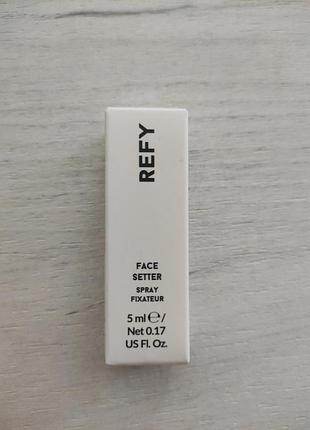 REFY
FACE
SETTER
SPRAY
FIXATEUR
5 ml ℮/
Net 0.17
US Fl. Oz.